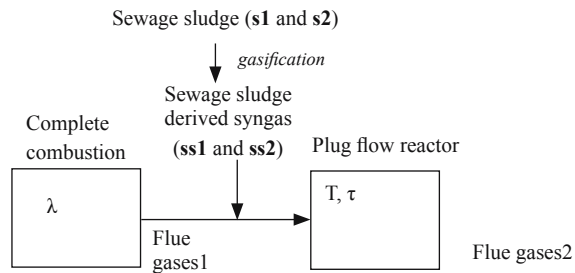 Sewage sludge (s1 and s2)
gasification
Sewage sludge
derived syngas
(ss1 and ss2)
Complete
combustion
Plug flow reactor
λ
T, τ
Flue
gases1
Flue gases2